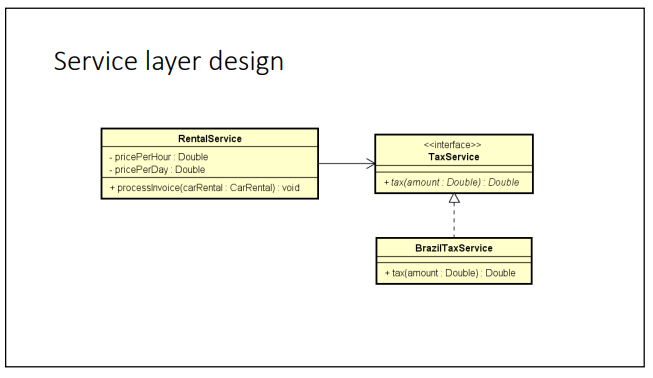 Service layer design
RentalService
- pricePerHour : Double
- pricePerDay : Double
+ processInvoice(carRental : CarRental) : void
<<interface>>
TaxService
+ tax(amount : Double) : Double
BrazilTaxService
+ tax(amount : Double) : Double